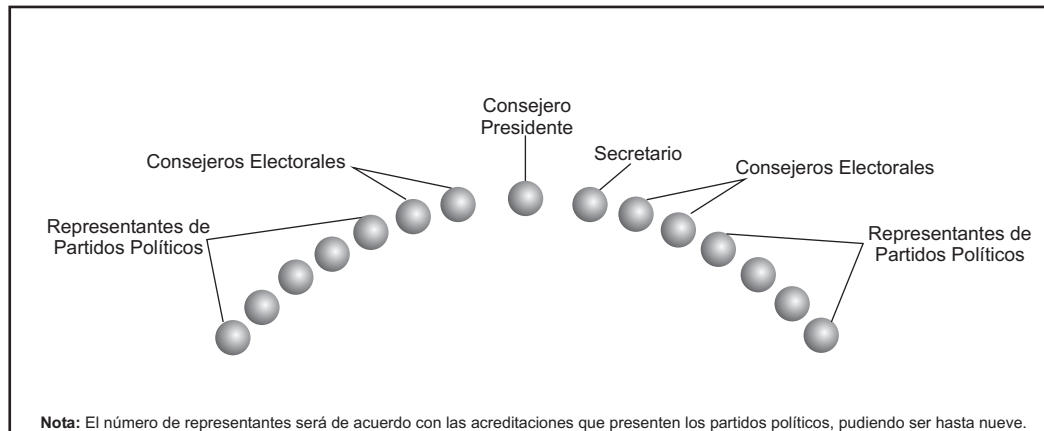 Consejero
Presidente
Consejeros Electorales
Secretario
Consejeros Electorales
Representantes de
Partidos Políticos
Representantes de
Partidos Políticos
Nota: El número de representantes será de acuerdo con las acreditaciones que presenten los partidos políticos, pudiendo ser hasta nueve.